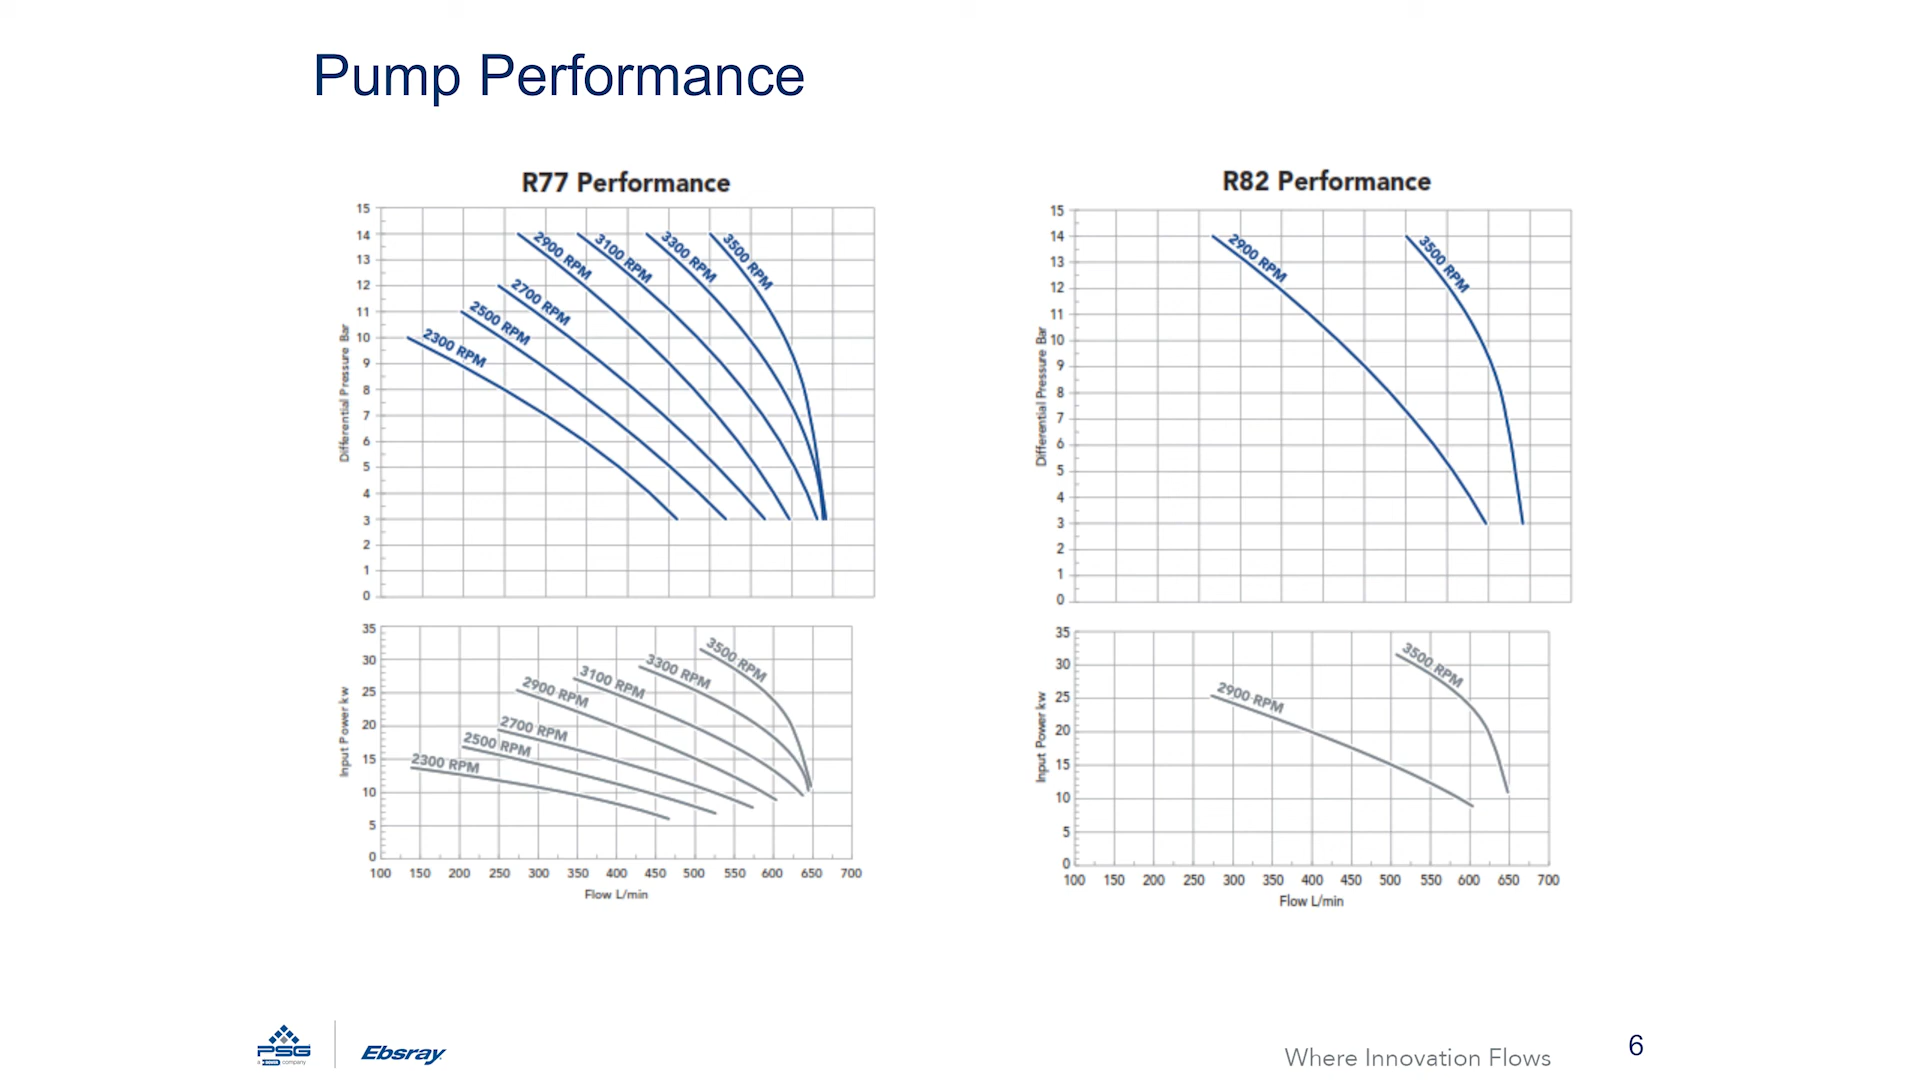 Pump Performance
R77 Performance
15
14
13
12
11
10
9
8
7
6
5
4
3
2
1
0
Differential Pressure Bar
2900 RPM
3100 RPM
3300 RPM
3500 RPM
2700 RPM
2500 RPM
2300 RPM
35
30
25
20
15
10
5
0
Input Power kw
3500 RPM
3300 RPM
3100 RPM
2900 RPM
2700 RPM
2500 RPM
2300 RPM
100 150 200 250 300 350 400 450 500 550 600 650 700
Flow L/min
R82 Performance
15
14
13
12
11
10
9
8
7
6
5
4
3
2
1
0
Differential Pressure Bar
2900 RPM
3500 RPM
35
30
25
20
15
10
5
0
Input Power kw
3500 RPM
2900 RPM
100 150 200 250 300 350 400 450 500 550 600 650 700
Flow L/min
PSG
a DOVER company
Ebsray
Where Innovation Flows
6